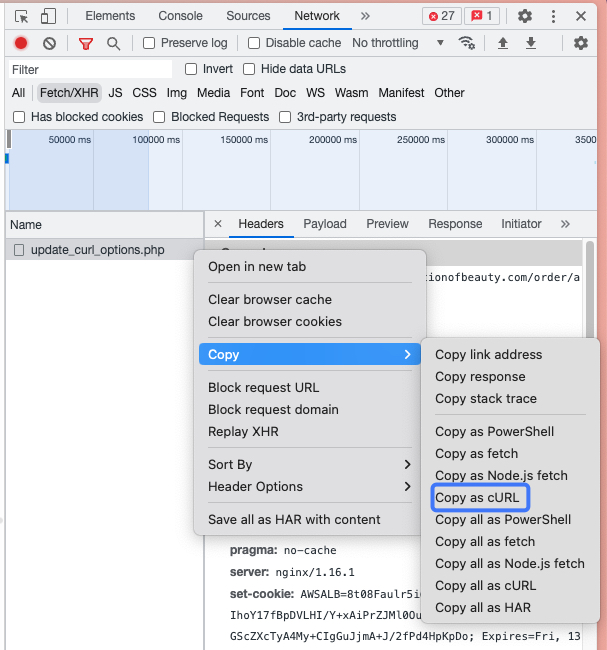 Elements Console Sources Network » 27 1
Preserve log Disable cache No throttling
Filter Invert Hide data URLs
All Fetch/XHR JS CSS Img Media Font Doc WS Wasm Manifest Other
Has blocked cookies Blocked Requests 3rd-party requests
50000 ms 100000 ms 150000 ms 200000 ms 250000 ms 300000 ms 3500
Name
× Headers Payload Preview Response Initiator »
update_curl_options.php
Open in new tab
tionofbeauty.com/order/a
Clear browser cache
Clear browser cookies
Copy
Block request URL
Block request domain
Replay XHR
Sort By
Header Options
Save all as HAR with content
Copy link address
Copy response
Copy stack trace
Copy as PowerShell
Copy as fetch
Copy as Node.js fetch
Copy as cURL
Copy all as PowerShell
Copy all as fetch
Copy all as Node.js fetch
Copy all as cURL
Copy all as HAR
pragma: no-cache
server: nginx/1.16.1
set-cookie: AWSALB=8t08Faulr5i
IhoY17fBpDVLHI/Y+xAiPrZJMl0Ou
GScZXcTyA4My+CIgGuJjmA+J/2fPd4HpKpDo; Expires=Fri, 13